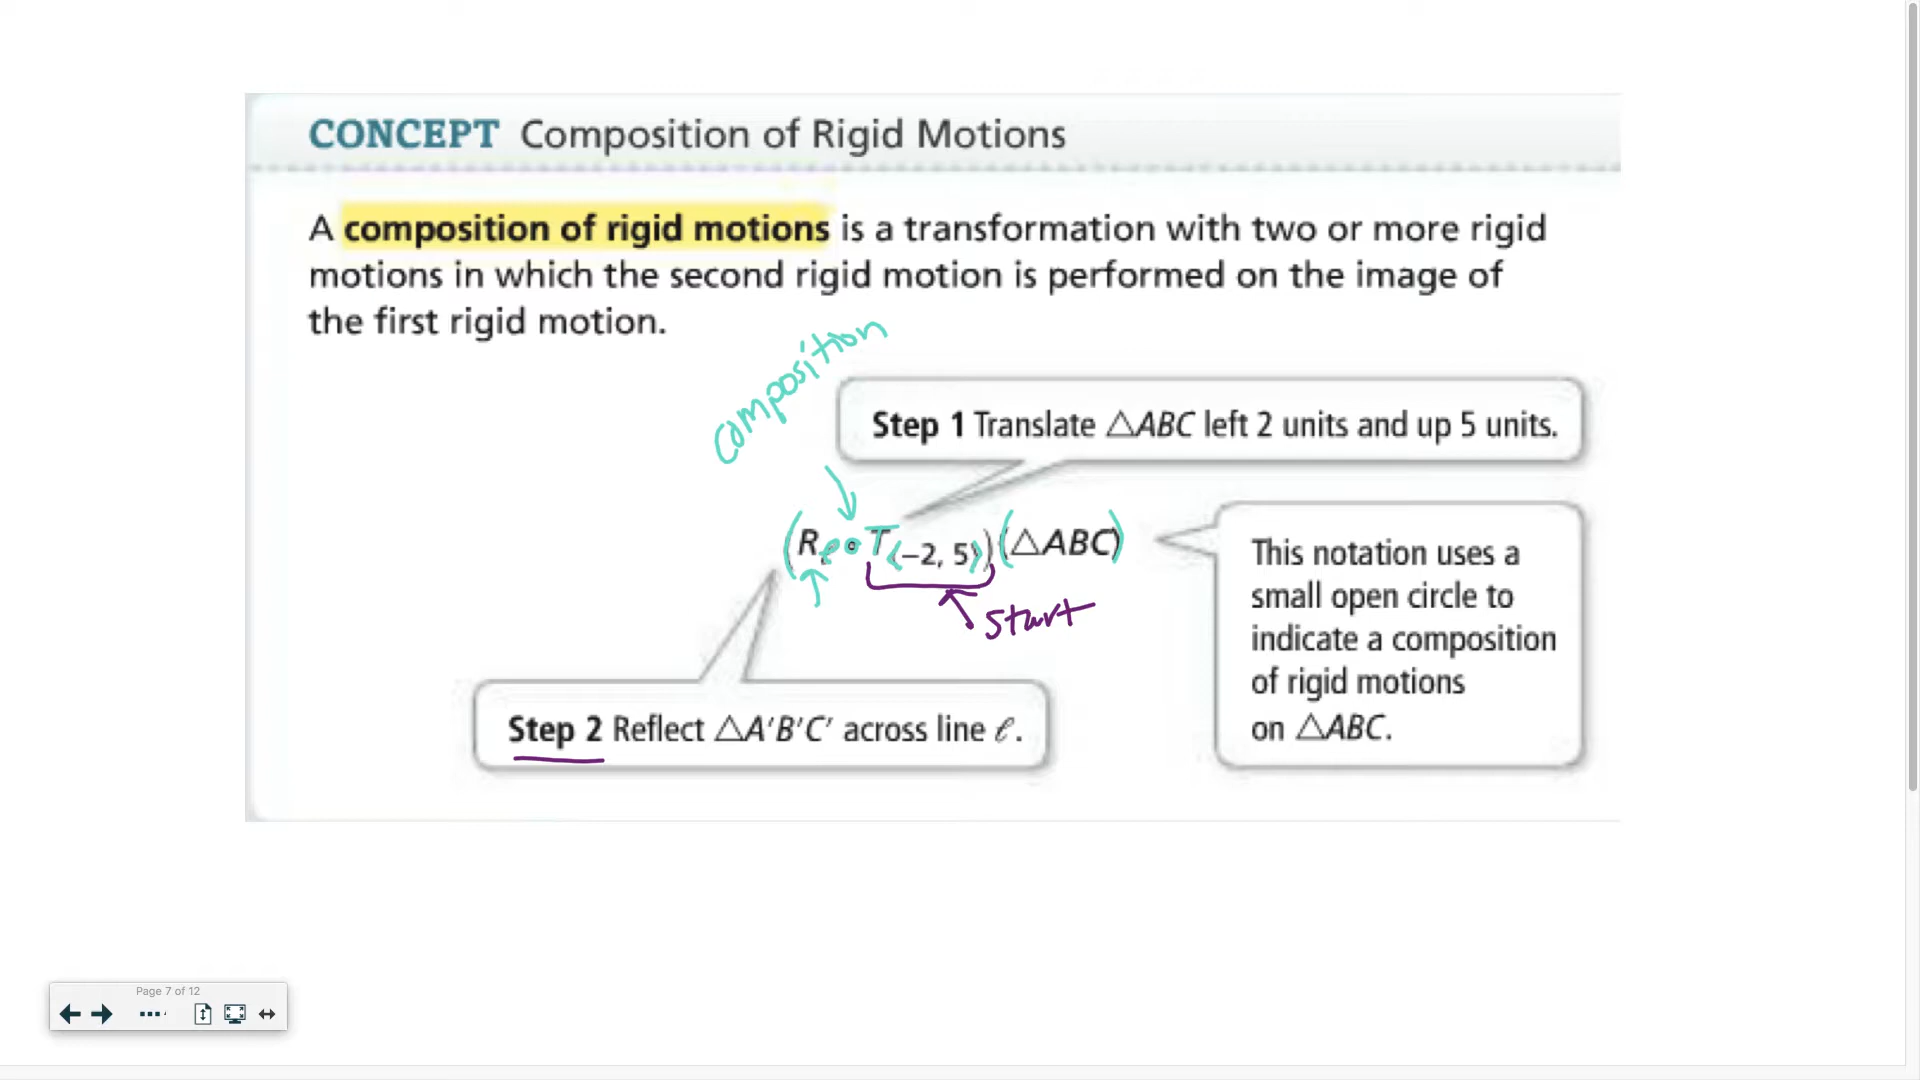 CONCEPT Composition of Rigid Motions
A composition of rigid motions is a transformation with two or more rigid
motions in which the second rigid motion is performed on the image of
the first rigid motion.
composition
Step 1 Translate △ABC left 2 units and up 5 units.
(Rℓ ∘ T⟨−2, 5⟩)(△ABC)
start
This notation uses a
small open circle to
indicate a composition
of rigid motions
on △ABC.
Step 2 Reflect △A′B′C′ across line ℓ.
Page 7 of 12